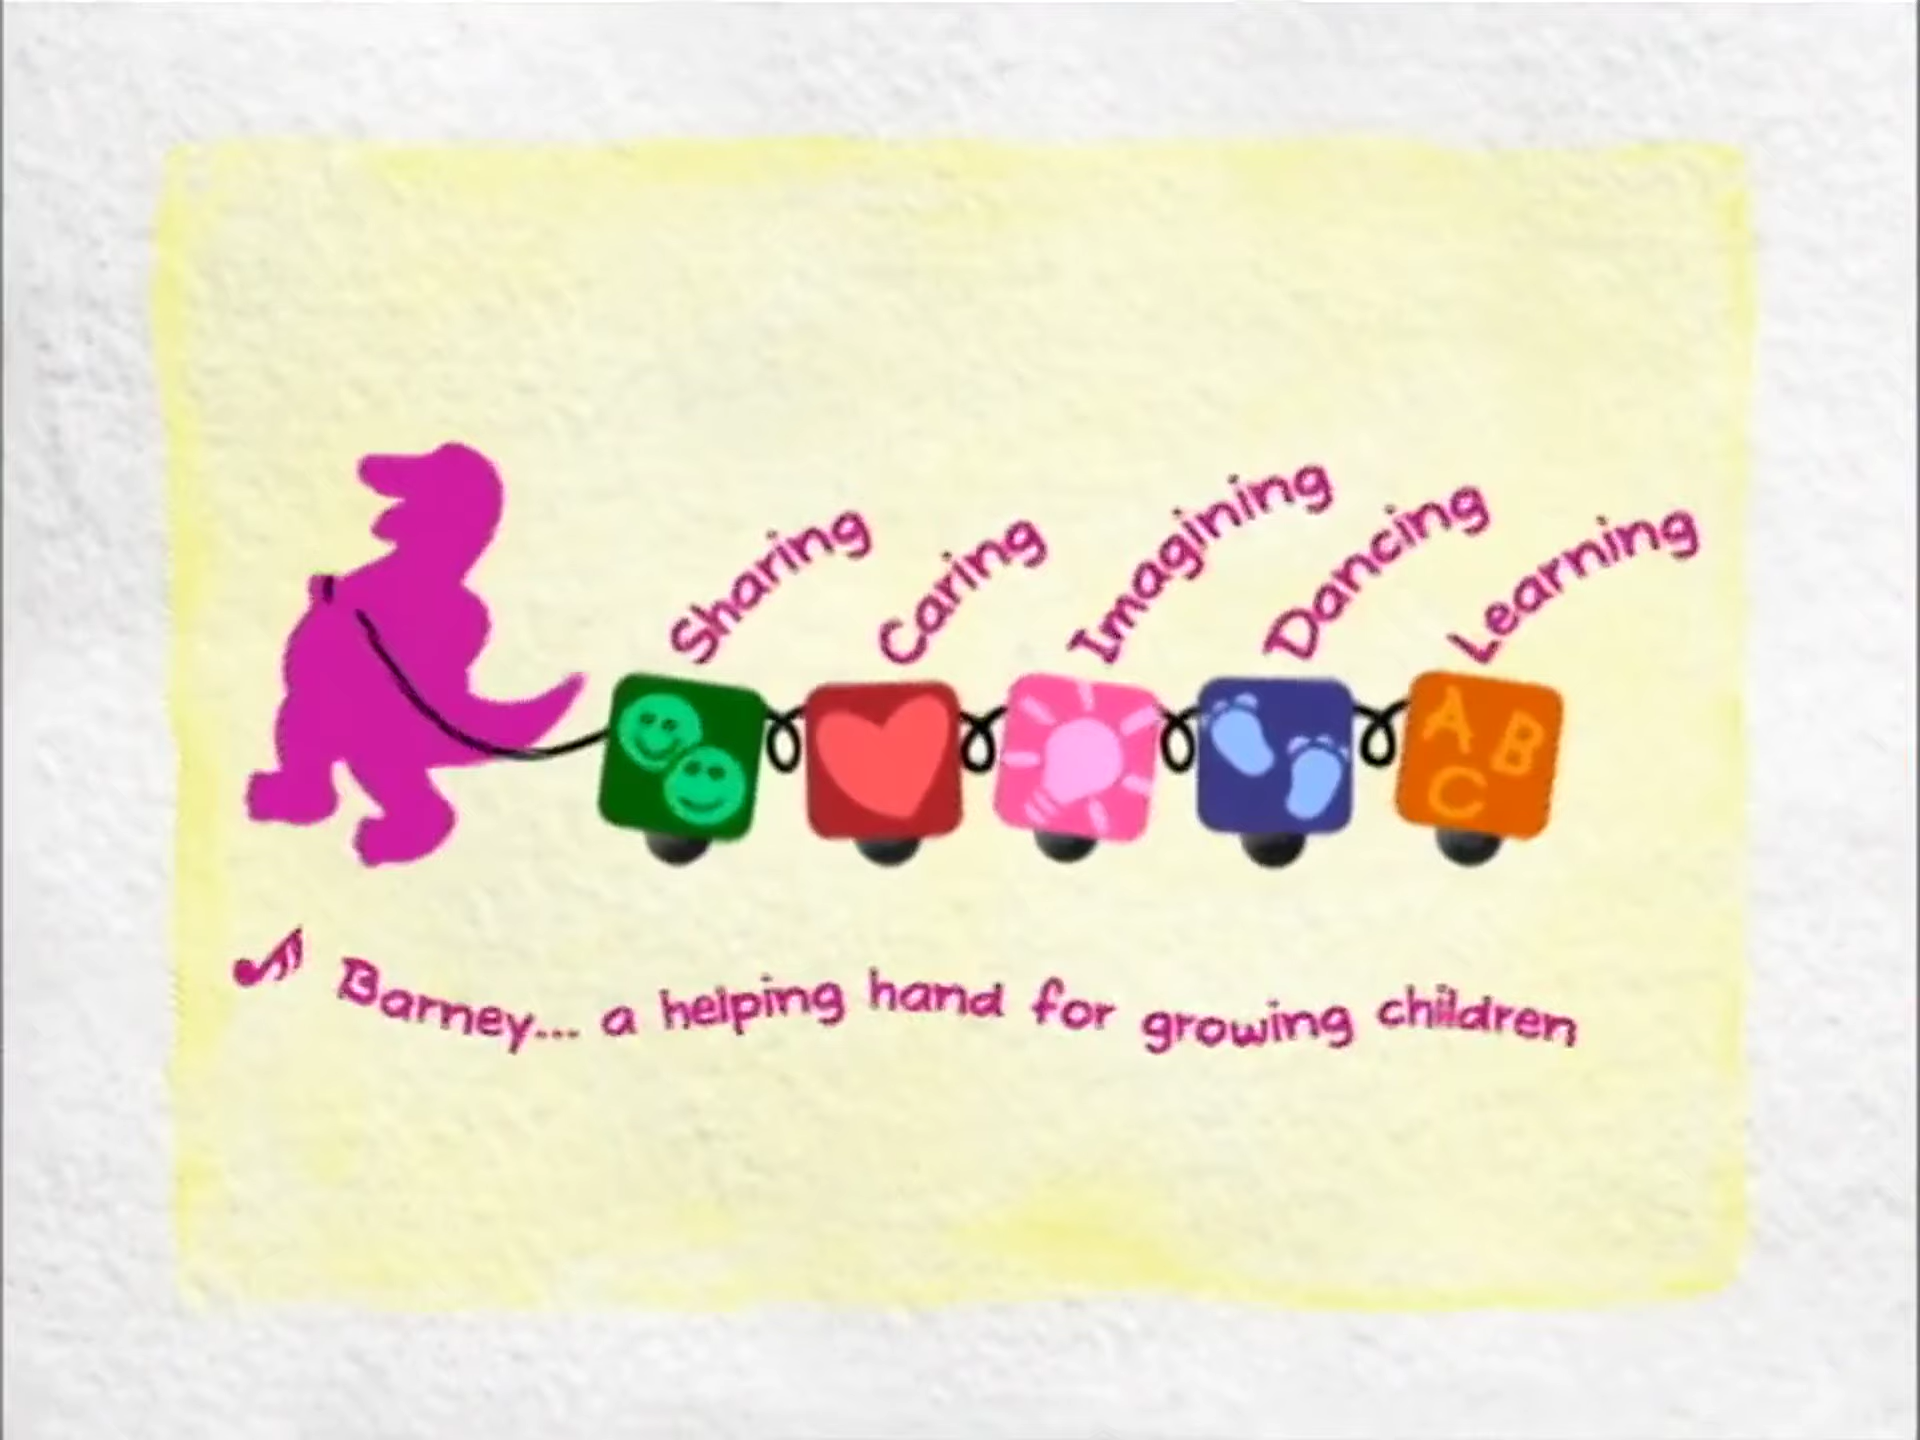 Sharing
Caring
Imagining
Dancing
Learning
A B
C
Barney... a helping hand for growing children